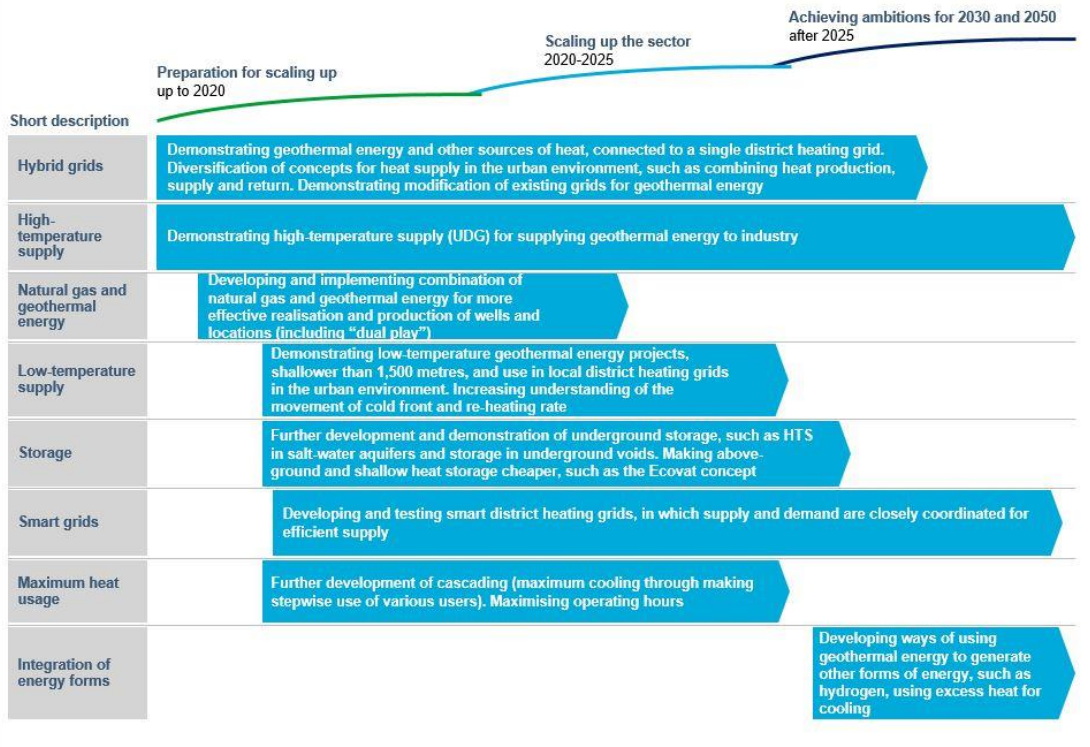 Achieving ambitions for 2030 and 2050
after 2025
Scaling up the sector
2020-2025
Preparation for scaling up
up to 2020
Short description
Hybrid grids
Demonstrating geothermal energy and other sources of heat, connected to a single district heating grid.
Diversification of concepts for heat supply in the urban environment, such as combining heat production,
supply and return. Demonstrating modification of existing grids for geothermal energy
High-
temperature
supply
Demonstrating high-temperature supply (UDG) for supplying geothermal energy to industry
Natural gas and
geothermal
energy
Developing and implementing combination of
natural gas and geothermal energy for more
effective realisation and production of wells and
locations (including “dual play”)
Low-temperature
supply
Demonstrating low-temperature geothermal energy projects,
shallower than 1,500 metres, and use in local district heating grids
in the urban environment. Increasing understanding of the
movement of cold front and re-heating rate
Storage
Further development and demonstration of underground storage, such as HTS
in salt-water aquifers and storage in underground voids. Making above-
ground and shallow heat storage cheaper, such as the Ecovat concept
Smart grids
Developing and testing smart district heating grids, in which supply and demand are closely coordinated for
efficient supply
Maximum heat
usage
Further development of cascading (maximum cooling through making
stepwise use of various users). Maximising operating hours
Integration of
energy forms
Developing ways of using
geothermal energy to generate
other forms of energy, such as
hydrogen, using excess heat for
cooling